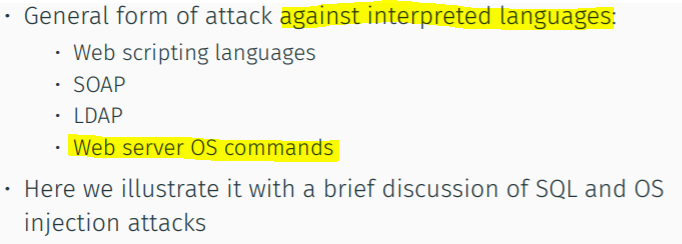 • General form of attack against interpreted languages:
• Web scripting languages
• SOAP
• LDAP
• Web server OS commands
• Here we illustrate it with a brief discussion of SQL and OS
injection attacks